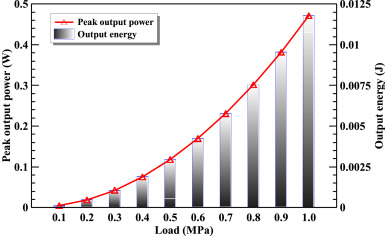 0.5
0.4
0.3
0.2
0.1
0
Peak output power (W)
Peak output power
Output energy
0.0125
0.01
0.0075
0.005
0.0025
0
Output energy (J)
0.1 0.2 0.3 0.4 0.5 0.6 0.7 0.8 0.9 1.0
Load (MPa)